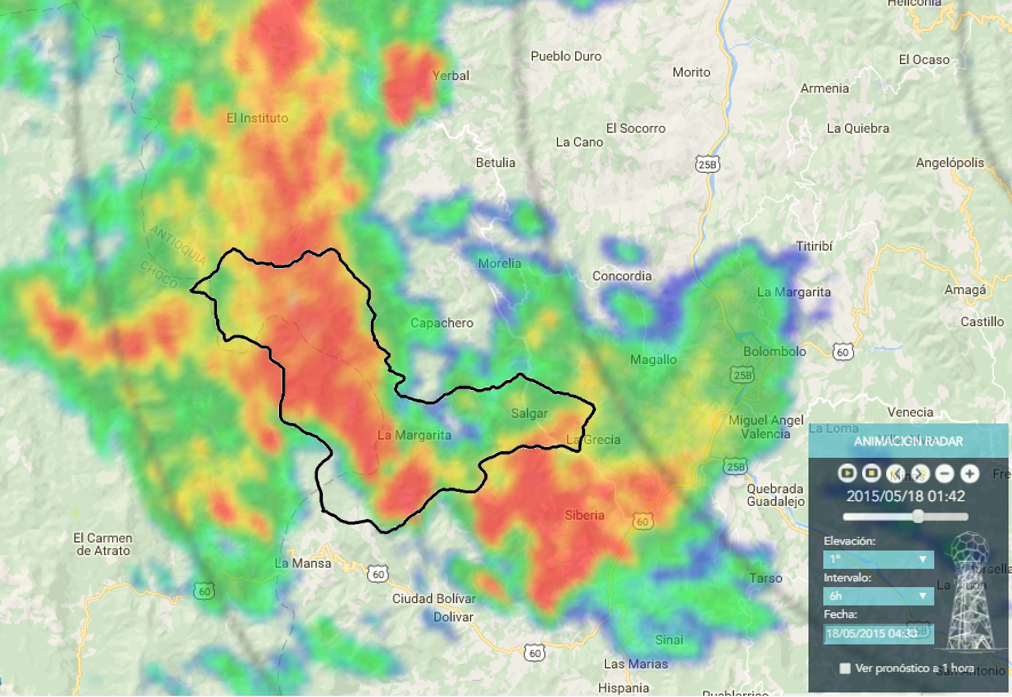 Heliconia
El Ocaso
Pueblo Duro
Morito
Yerbal
Armenia
El Instituto
El Socorro
La Quiebra
La Cano
Betulia
25B
Angelópolis
ANTIOQUIA
CHOCO
Titiribí
Morelia
Concordia
La Margarita
Amagá
Capachero
Castillo
Magallo
Bolombolo
60
25B
Salgar
Venecia
Miguel Angel
Valencia
La Loma
La Margarita
La Grecia
ANIMACIÓN RADAR
25B
2015/05/18 01:42
Quebrada
Guadalejo
Siberia
60
El Carmen
de Atrato
Elevación:
1°
La Mansa
60
Tarso
Intervalo:
6h
60
Ciudad Bolívar
Dolivar
Fecha:
18/05/2015 04:30
Sinai
60
Las Marias
Ver pronóstico a 1 hora
San Antonio
Hispania
Pueblorrico